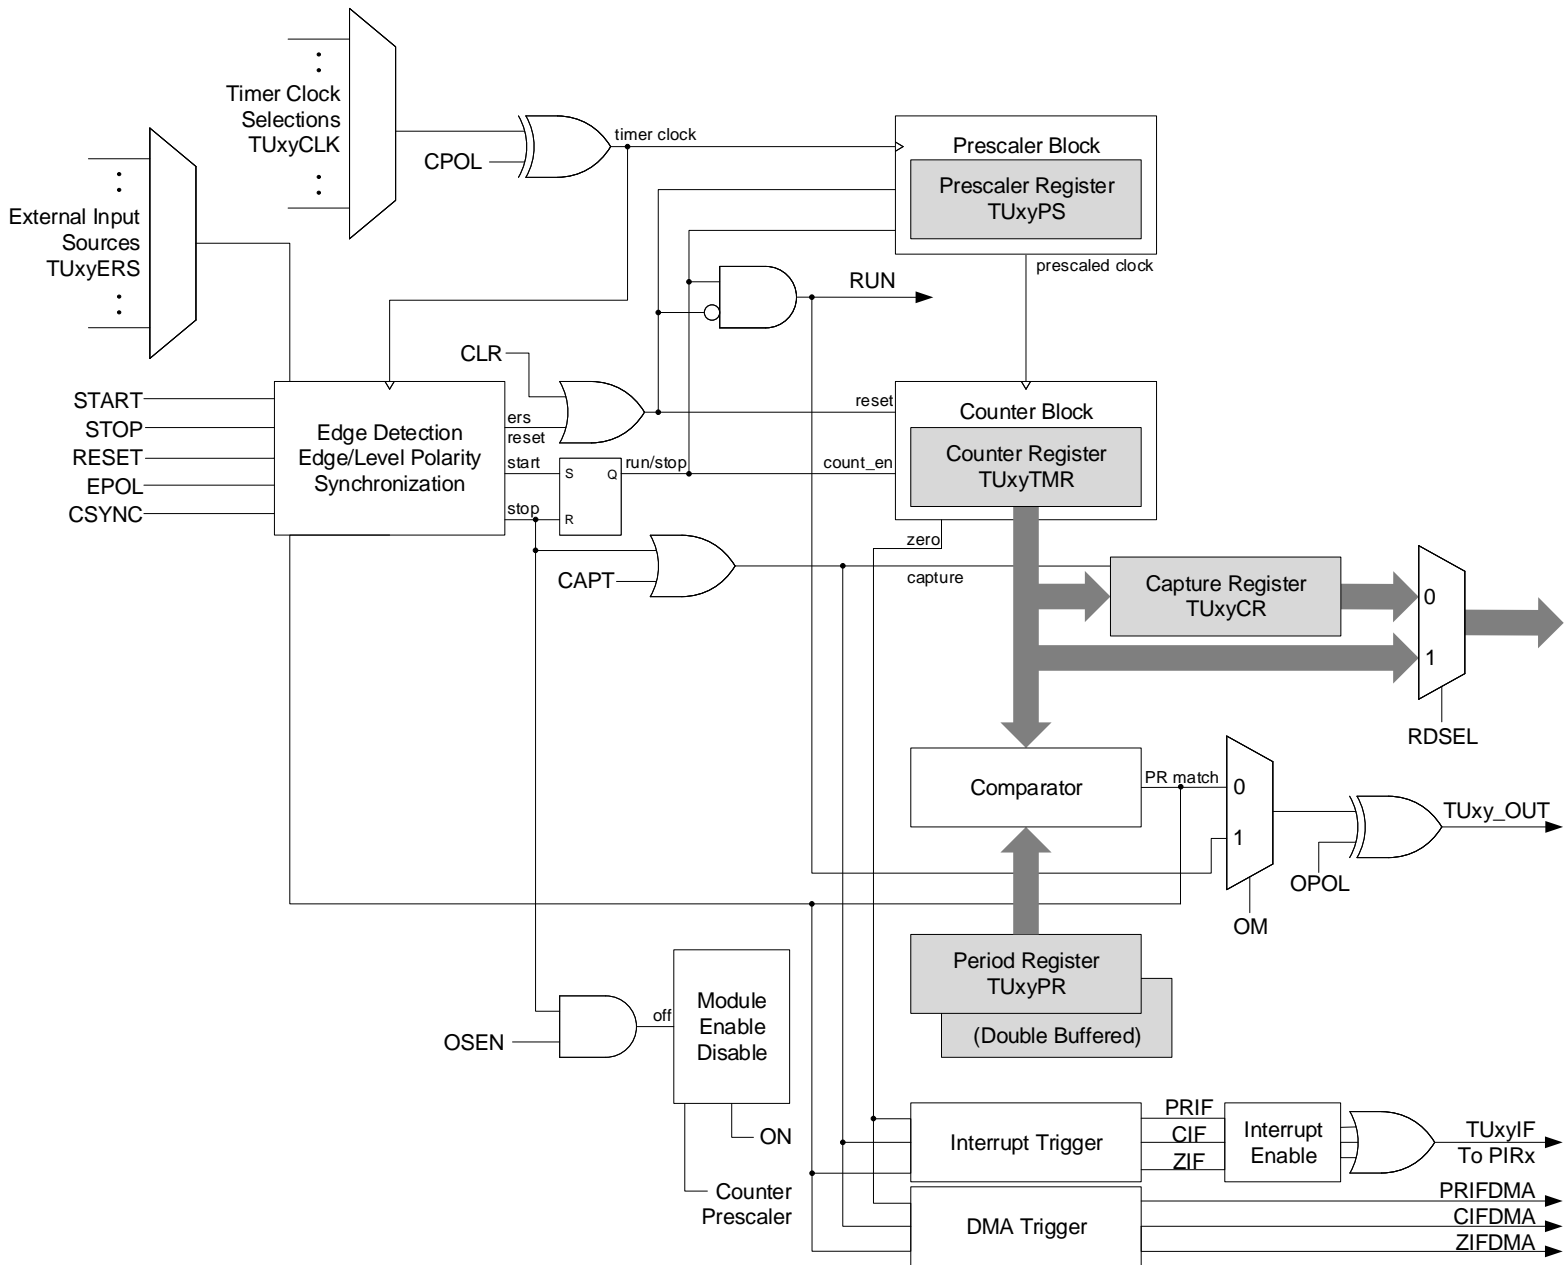 Timer Clock
Selections
TUxyCLK
CPOL
timer clock
Prescaler Block
Prescaler Register
TUxyPS
prescaled clock
External Input
Sources
TUxyERS
RUN
CLR
START
STOP
RESET
EPOL
CSYNC
Edge Detection
Edge/Level Polarity
Synchronization
ers
reset
start
stop
S
Q
R
run/stop
reset
count_en
Counter Block
Counter Register
TUxyTMR
zero
CAPT
capture
Capture Register
TUxyCR
0
1
RDSEL
Comparator
PR match
0
1
OM
OPOL
TUxy_OUT
Period Register
TUxyPR
(Double Buffered)
OSEN
off
Module
Enable
Disable
ON
Counter
Prescaler
Interrupt Trigger
PRIF
CIF
ZIF
Interrupt
Enable
TUxyIF
To PIRx
DMA Trigger
PRIFDMA
CIFDMA
ZIFDMA